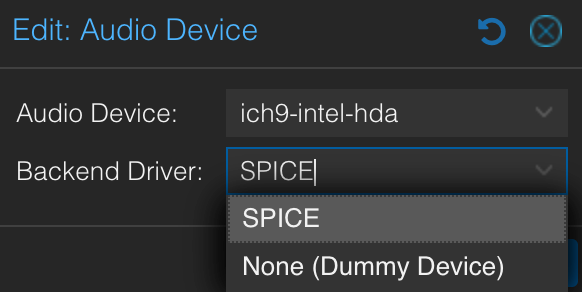 Edit: Audio Device
Audio Device: ich9-intel-hda
Backend Driver: SPICE
SPICE
None (Dummy Device)